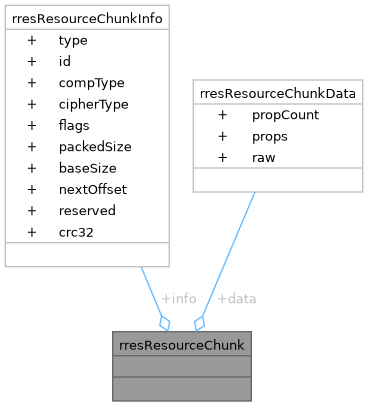 rresResourceChunkInfo
+ type
+ id
+ compType
+ cipherType
+ flags
+ packedSize
+ baseSize
+ nextOffset
+ reserved
+ crc32
rresResourceChunkData
+ propCount
+ props
+ raw
+info
+data
rresResourceChunk